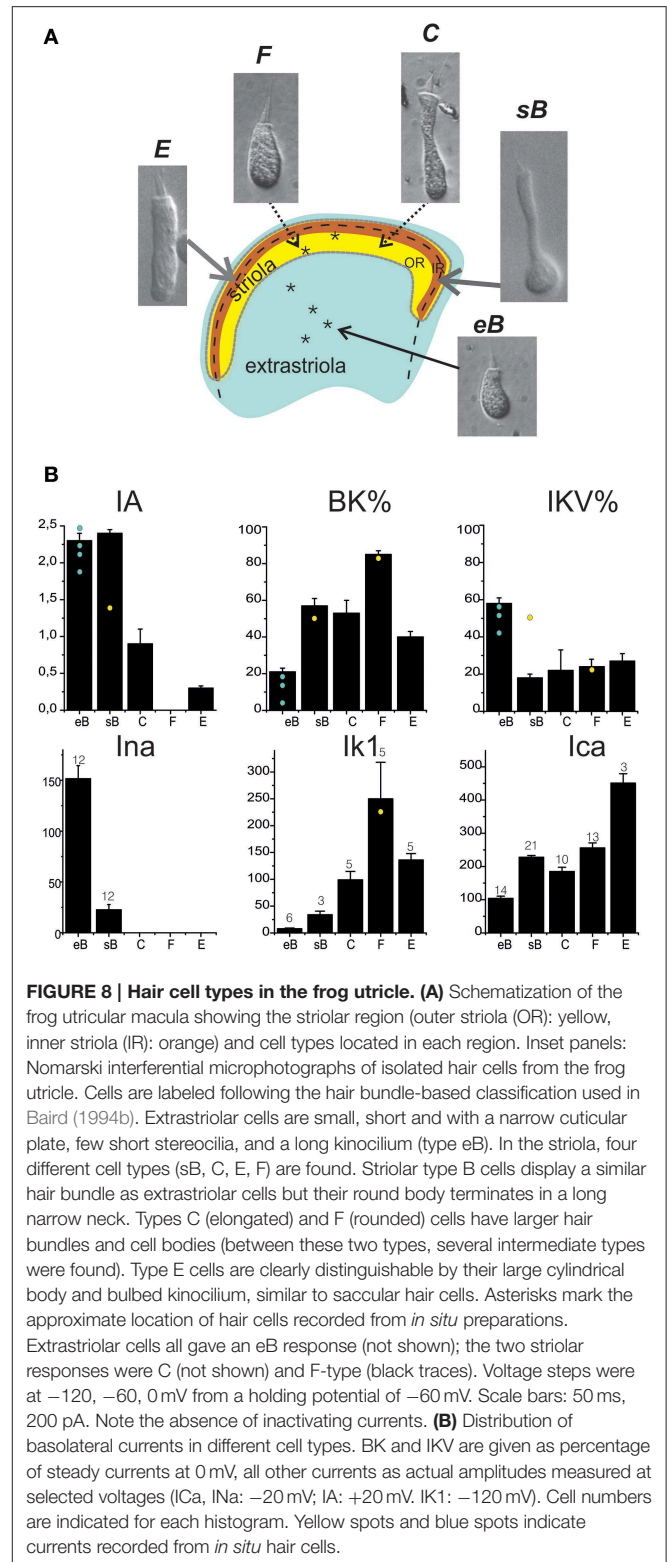 A
F
C
E
sB
striola
OR
IR
eB
extrastriola
B
IA
BK%
IKV%
2,5
2,0
1,5
1,0
0,5
0,0
eB sB C F E
100
80
60
40
20
0
eB sB C F E
100
80
60
40
20
0
eB sB C F E
Ina
Ik1
Ica
150
100
50
0
12
12
eB sB C F E
300
250
200
150
100
50
0
6
3
5
5
5
eB sB C F E
500
400
300
200
100
0
14
21
10
13
3
eB sB C F E
FIGURE 8 | Hair cell types in the frog utricle. (A) Schematization of the
frog utricular macula showing the striolar region (outer striola (OR): yellow,
inner striola (IR): orange) and cell types located in each region. Inset panels:
Nomarski interferential microphotographs of isolated hair cells from the frog
utricle. Cells are labeled following the hair bundle-based classification used in
Baird (1994b). Extrastriolar cells are small, short and with a narrow cuticular
plate, few short stereocilia, and a long kinocilium (type eB). In the striola, four
different cell types (sB, C, E, F) are found. Striolar type B cells display a similar
hair bundle as extrastriolar cells but their round body terminates in a long
narrow neck. Types C (elongated) and F (rounded) cells have larger hair
bundles and cell bodies (between these two types, several intermediate types
were found). Type E cells are clearly distinguishable by their large cylindrical
body and bulbed kinocilium, similar to saccular hair cells. Asterisks mark the
approximate location of hair cells recorded from in situ preparations.
Extrastriolar cells all gave an eB response (not shown); the two striolar
responses were C (not shown) and F-type (black traces). Voltage steps were
at −120, −60, 0 mV from a holding potential of −60 mV. Scale bars: 50 ms,
200 pA. Note the absence of inactivating currents. (B) Distribution of
basolateral currents in different cell types. BK and IKV are given as percentage
of steady currents at 0 mV, all other currents as actual amplitudes measured at
selected voltages (ICa, INa: −20 mV; IA: +20 mV. IK1: −120 mV). Cell numbers
are indicated for each histogram. Yellow spots and blue spots indicate
currents recorded from in situ hair cells.